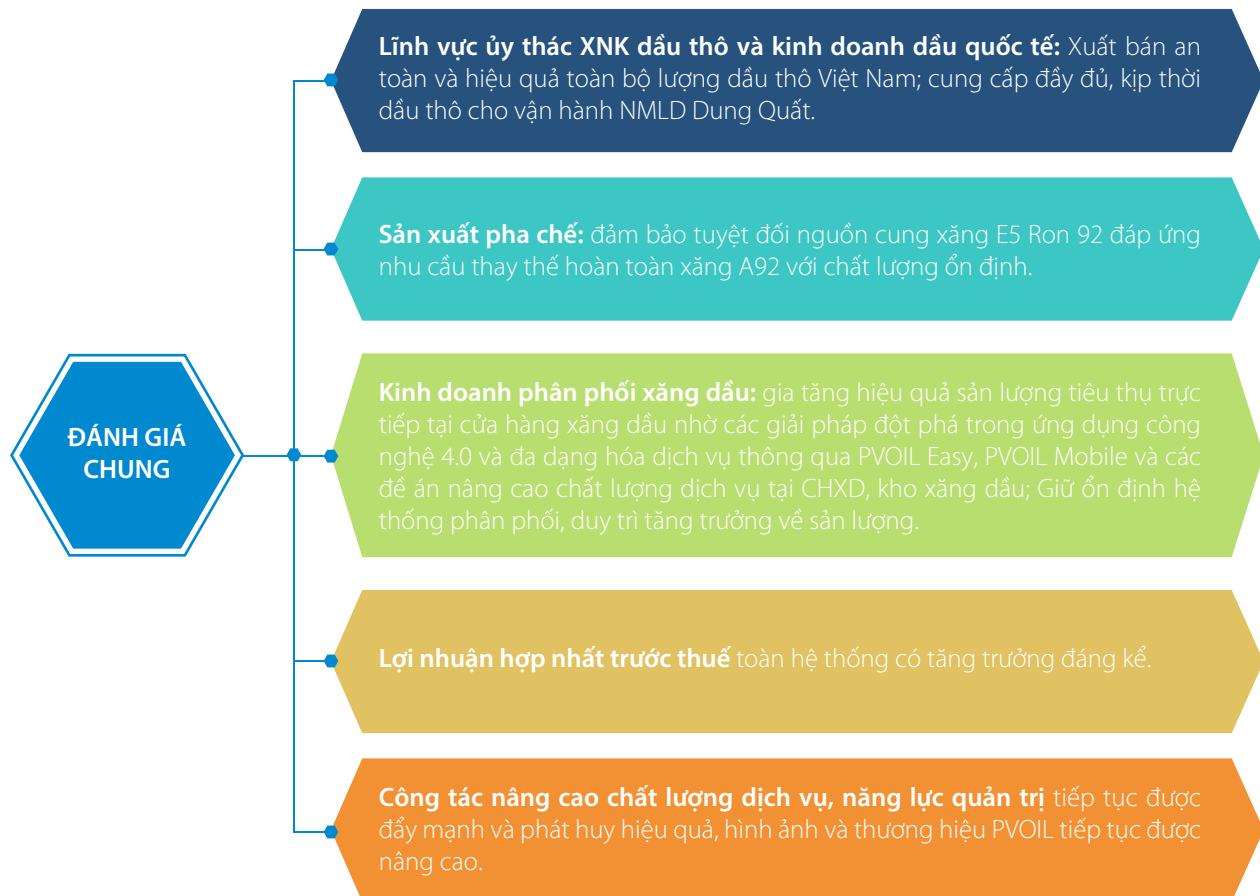 Lĩnh vực ủy thác XNK dầu thô và kinh doanh dầu quốc tế: Xuất bán an
toàn và hiệu quả toàn bộ lượng dầu thô Việt Nam; cung cấp đầy đủ, kịp thời
dầu thô cho vận hành NMLD Dung Quất.
Sản xuất pha chế: đảm bảo tuyệt đối nguồn cung xăng E5 Ron 92 đáp ứng
nhu cầu thay thế hoàn toàn xăng A92 với chất lượng ổn định.
ĐÁNH GIÁ
CHUNG
Kinh doanh phân phối xăng dầu: gia tăng hiệu quả sản lượng tiêu thụ trực
tiếp tại cửa hàng xăng dầu nhờ các giải pháp đột phá trong ứng dụng công
nghệ 4.0 và đa dạng hóa dịch vụ thông qua PVOIL Easy, PVOIL Mobile và các
đề án nâng cao chất lượng dịch vụ tại CHXD, kho xăng dầu; Giữ ổn định hệ
thống phân phối, duy trì tăng trưởng về sản lượng.
Lợi nhuận hợp nhất trước thuế toàn hệ thống có tăng trưởng đáng kể.
Công tác nâng cao chất lượng dịch vụ, năng lực quản trị tiếp tục được
đẩy mạnh và phát huy hiệu quả, hình ảnh và thương hiệu PVOIL tiếp tục được
nâng cao.